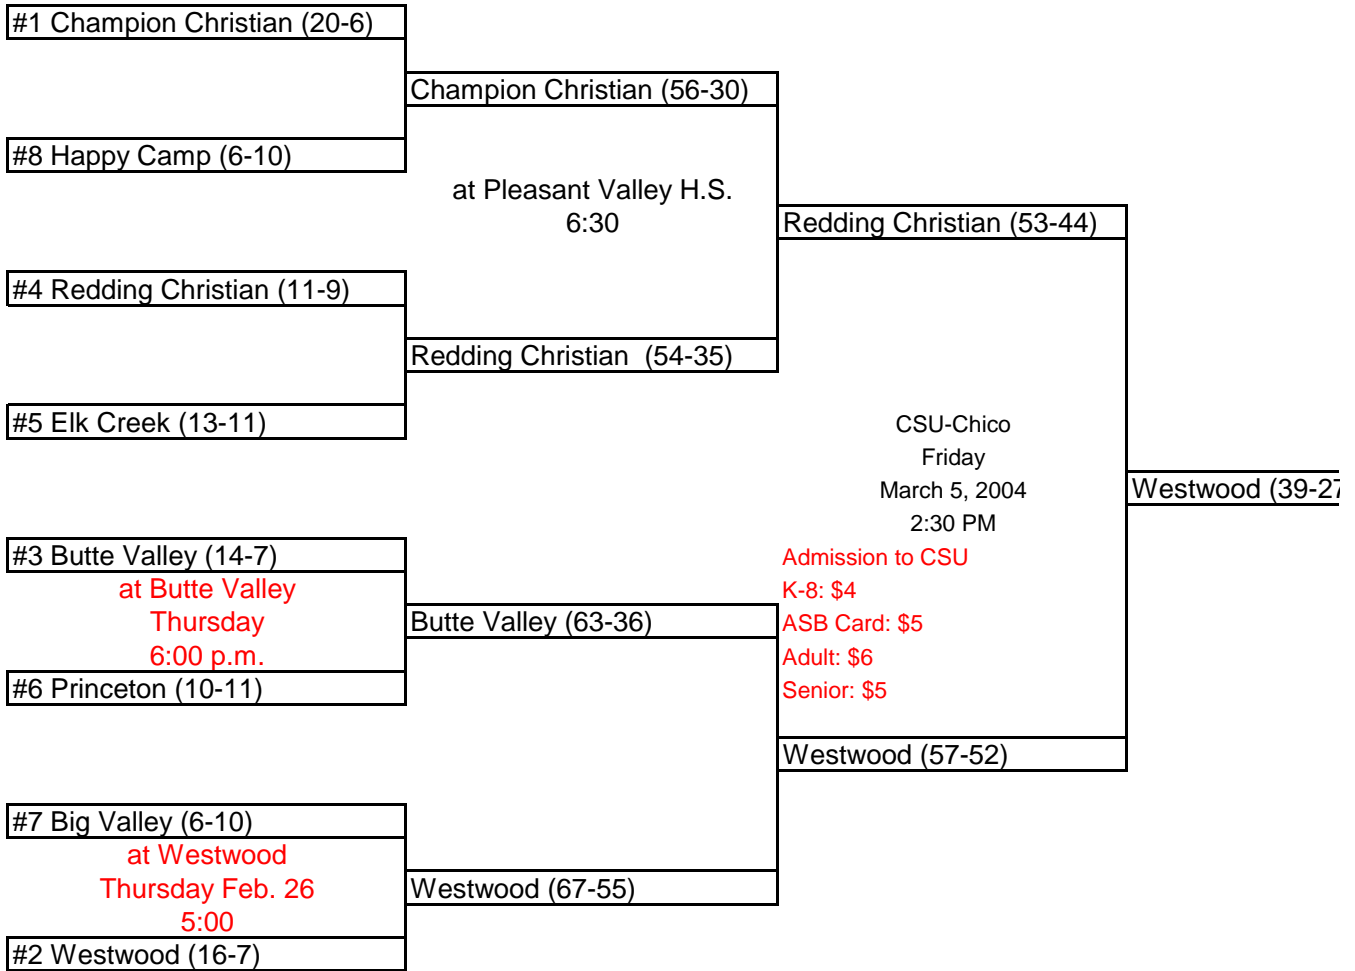 #1 Champion Christian (20-6)
Champion Christian (56-30)
#8 Happy Camp (6-10)
at Pleasant Valley H.S.
6:30
Redding Christian (53-44)
#4 Redding Christian (11-9)
Redding Christian  (54-35)
#5 Elk Creek (13-11)
CSU-Chico
Friday
March 5, 2004
2:30 PM
Westwood (39-27
#3 Butte Valley (14-7)
at Butte Valley
Thursday
6:00 p.m.
#6 Princeton (10-11)
Butte Valley (63-36)
Admission to CSU
K-8: $4
ASB Card: $5
Adult: $6
Senior: $5
Westwood (57-52)
#7 Big Valley (6-10)
at Westwood
Thursday Feb. 26
5:00
#2 Westwood (16-7)
Westwood (67-55)